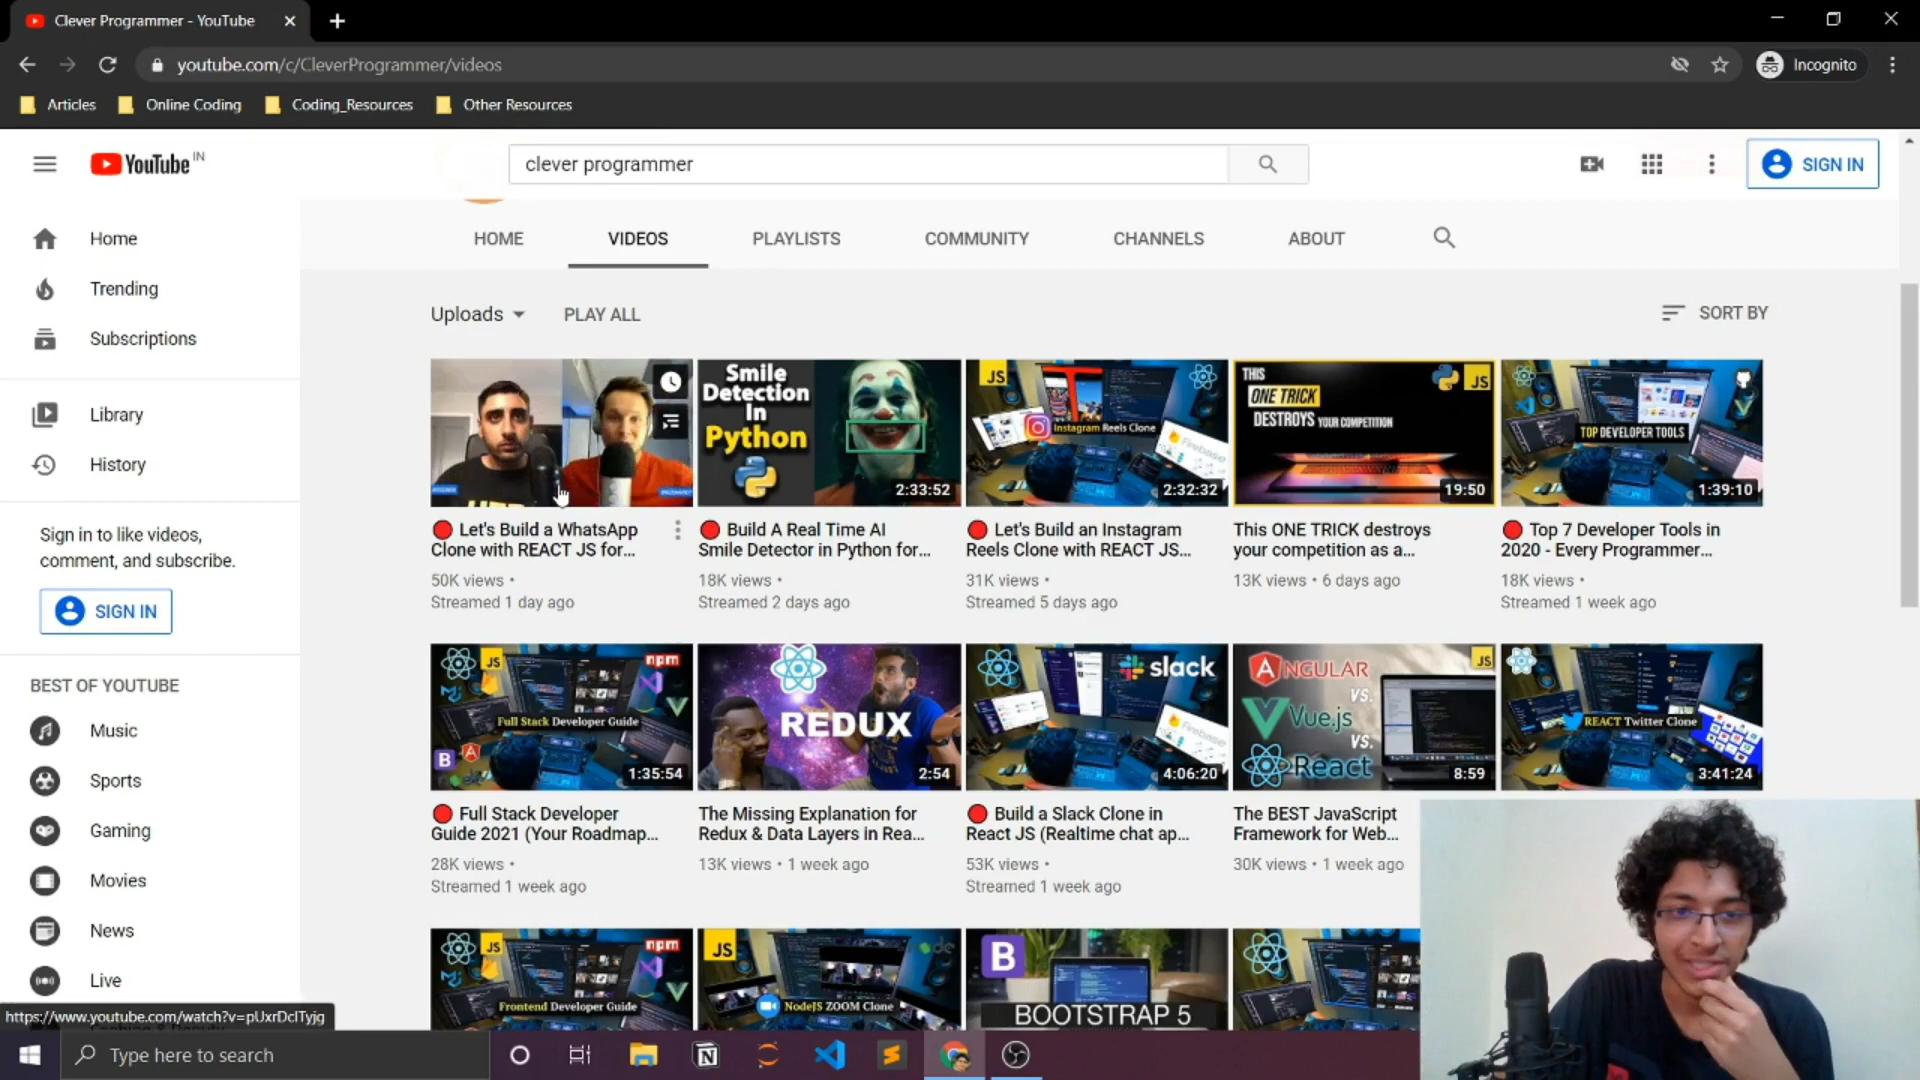 Clever Programmer - YouTube
youtube.com/c/CleverProgrammer/videos
Incognito
Articles
Online Coding
Coding_Resources
Other Resources
YouTube IN
clever programmer
SIGN IN
HOME
VIDEOS
PLAYLISTS
COMMUNITY
CHANNELS
ABOUT
Home
Trending
Subscriptions
Library
History
Sign in to like videos,
comment, and subscribe.
SIGN IN
BEST OF YOUTUBE
Music
Sports
Gaming
Movies
News
Live
Uploads
PLAY ALL
SORT BY
Let's Build a WhatsApp
Clone with REACT JS for...
50K views •
Streamed 1 day ago
Smile
Detection
In
Python
2:33:52
Build A Real Time AI
Smile Detector in Python for...
18K views •
Streamed 2 days ago
JS
Instagram Reels Clone
Firebase
2:32:32
Let's Build an Instagram
Reels Clone with REACT JS...
31K views •
Streamed 5 days ago
THIS
ONE TRICK
DESTROYS YOUR COMPETITION
JS
19:50
This ONE TRICK destroys
your competition as a...
13K views • 6 days ago
TOP DEVELOPER TOOLS
1:39:10
Top 7 Developer Tools in
2020 - Every Programmer...
18K views •
Streamed 1 week ago
JS
npm
Full Stack Developer Guide
B
1:35:54
Full Stack Developer
Guide 2021 (Your Roadmap...
28K views •
Streamed 1 week ago
REDUX
2:54
The Missing Explanation for
Redux & Data Layers in Rea...
13K views • 1 week ago
slack
Firebase
4:06:20
Build a Slack Clone in
React JS (Realtime chat ap...
53K views •
Streamed 1 week ago
ANGULAR
VS.
Vue.js
VS.
React
JS
8:59
The BEST JavaScript
Framework for Web...
30K views • 1 week ago
REACT Twitter Clone
3:41:24
JS
npm
Frontend Developer Guide
JS
NodeJS ZOOM Clone
B
BOOTSTRAP 5
https://www.youtube.com/watch?v=pUxrDcITyjg
Type here to search